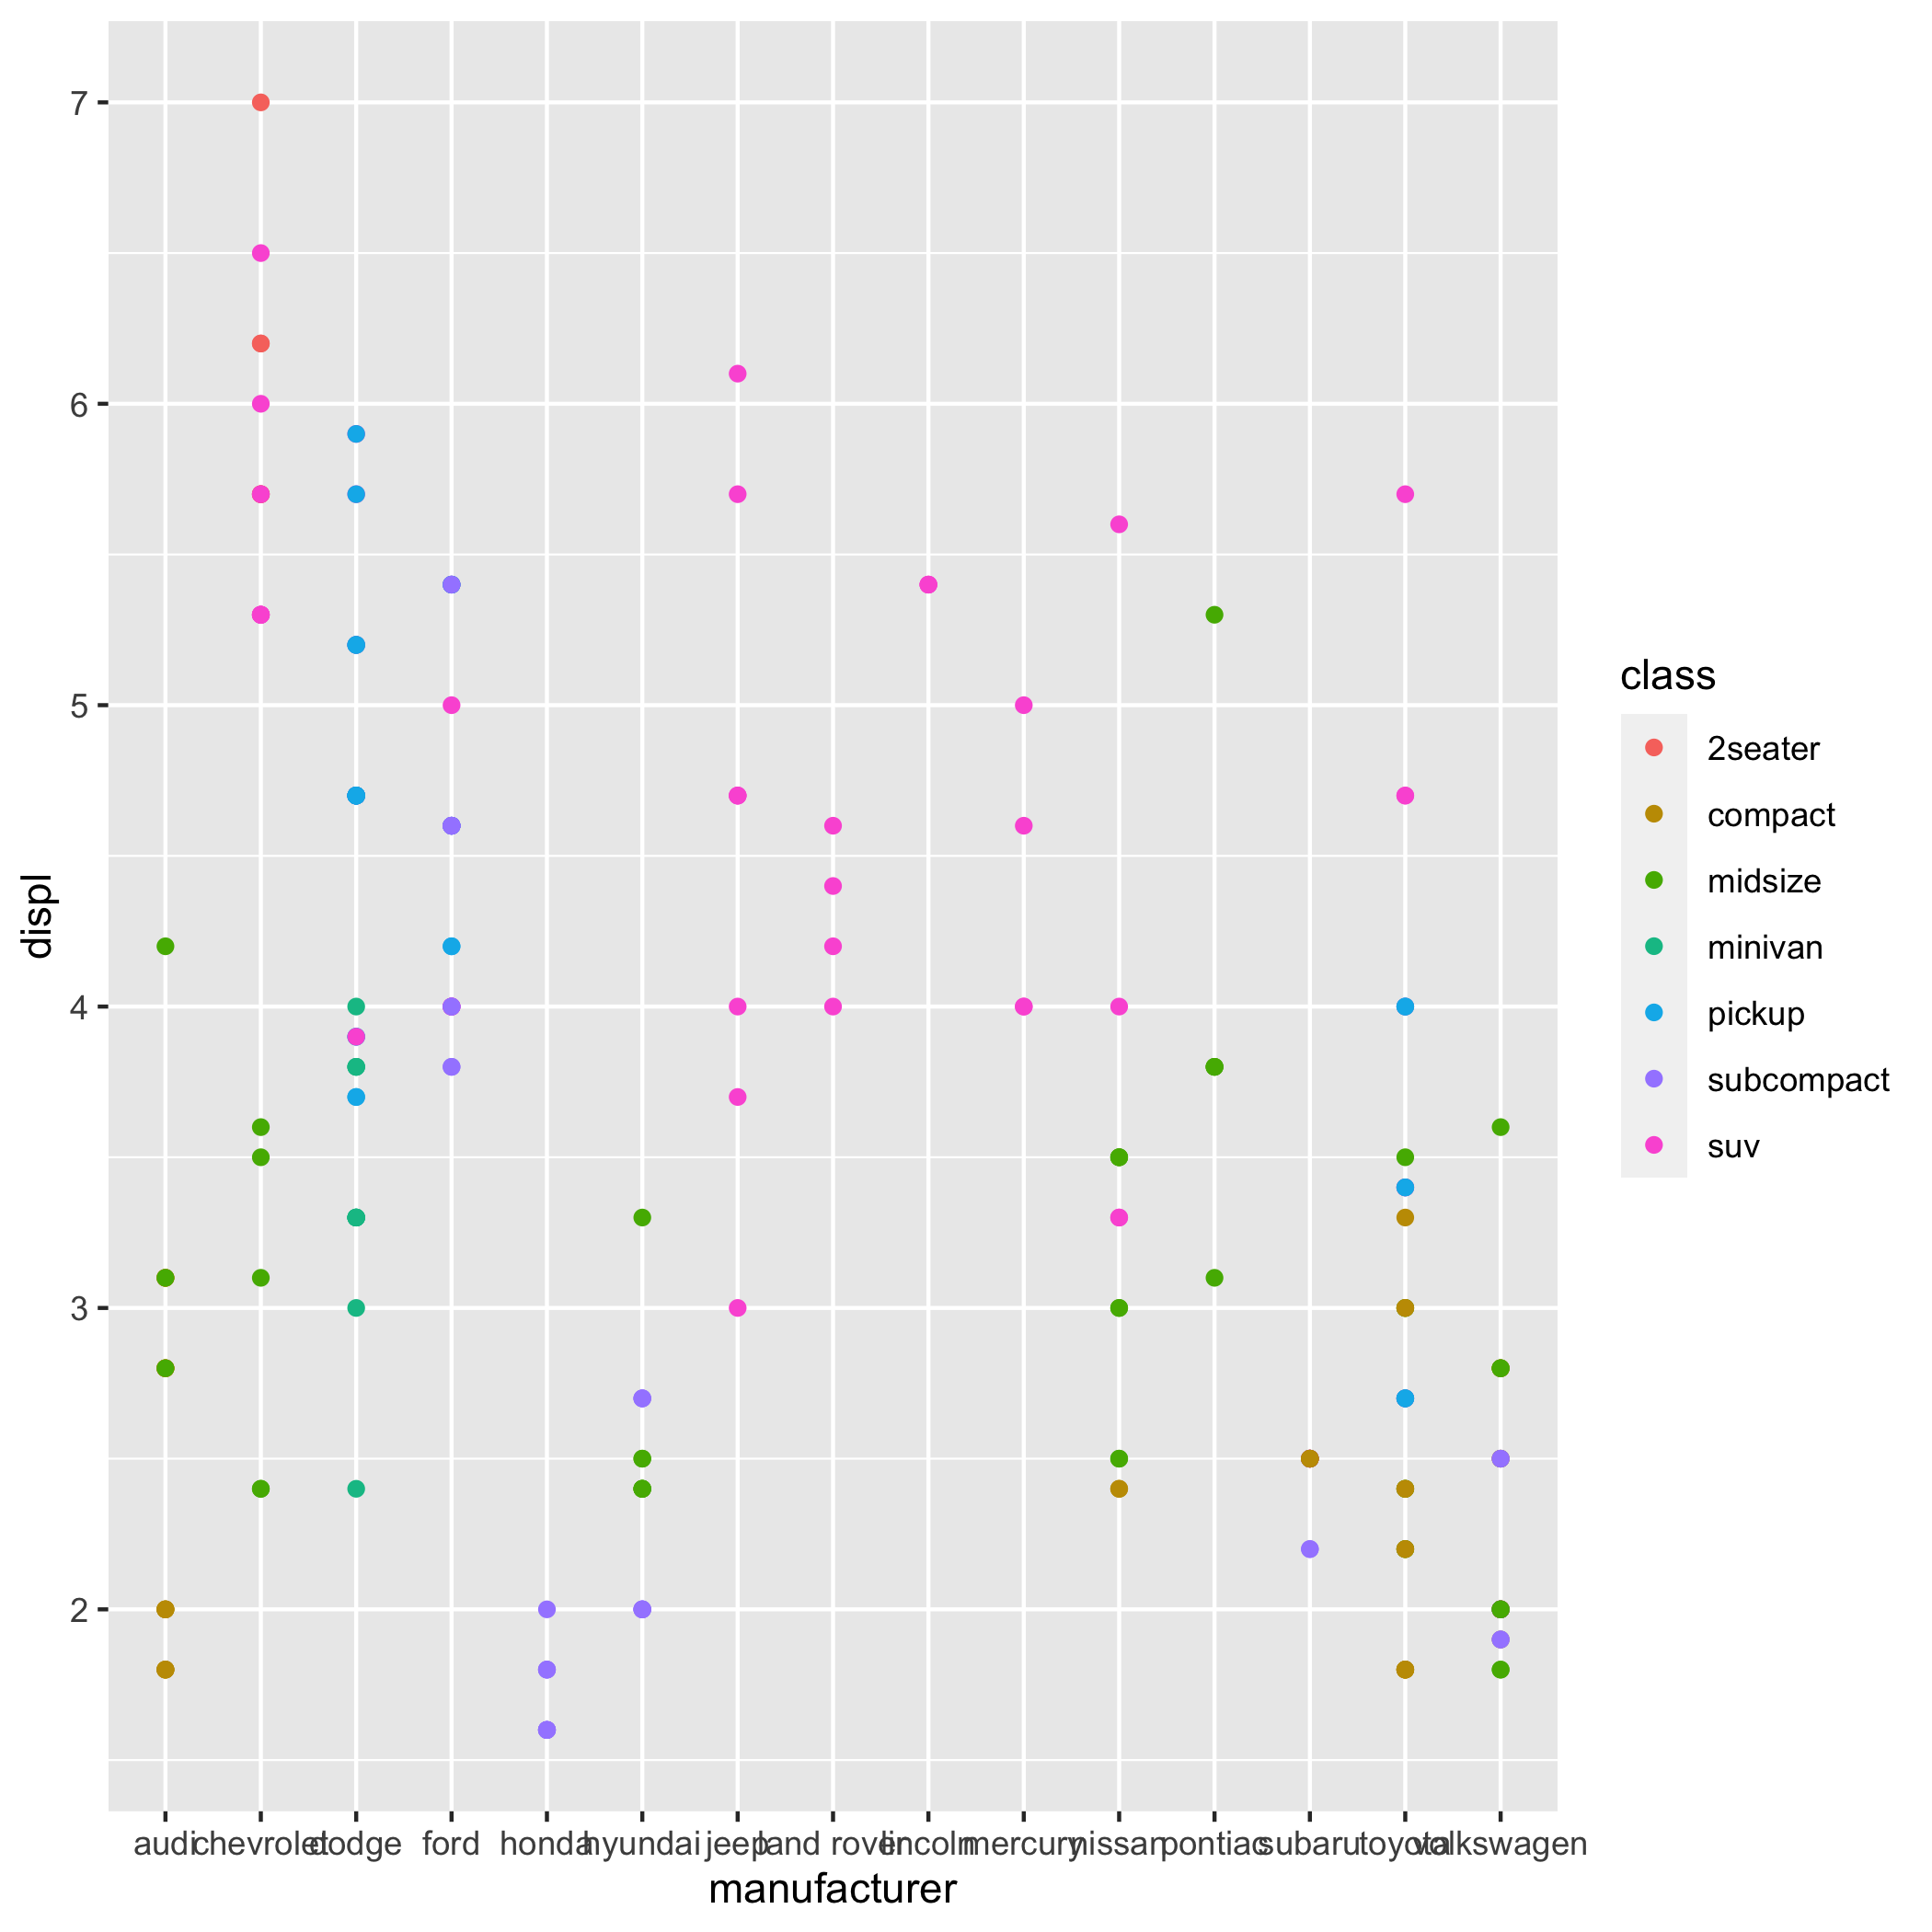 7
6
5
4
3
2
displ
audi chevrolet dodge ford honda hyundai jeep land rover lincoln mercury nissan pontiac subaru toyota volkswagen
manufacturer
class
2seater
compact
midsize
minivan
pickup
subcompact
suv